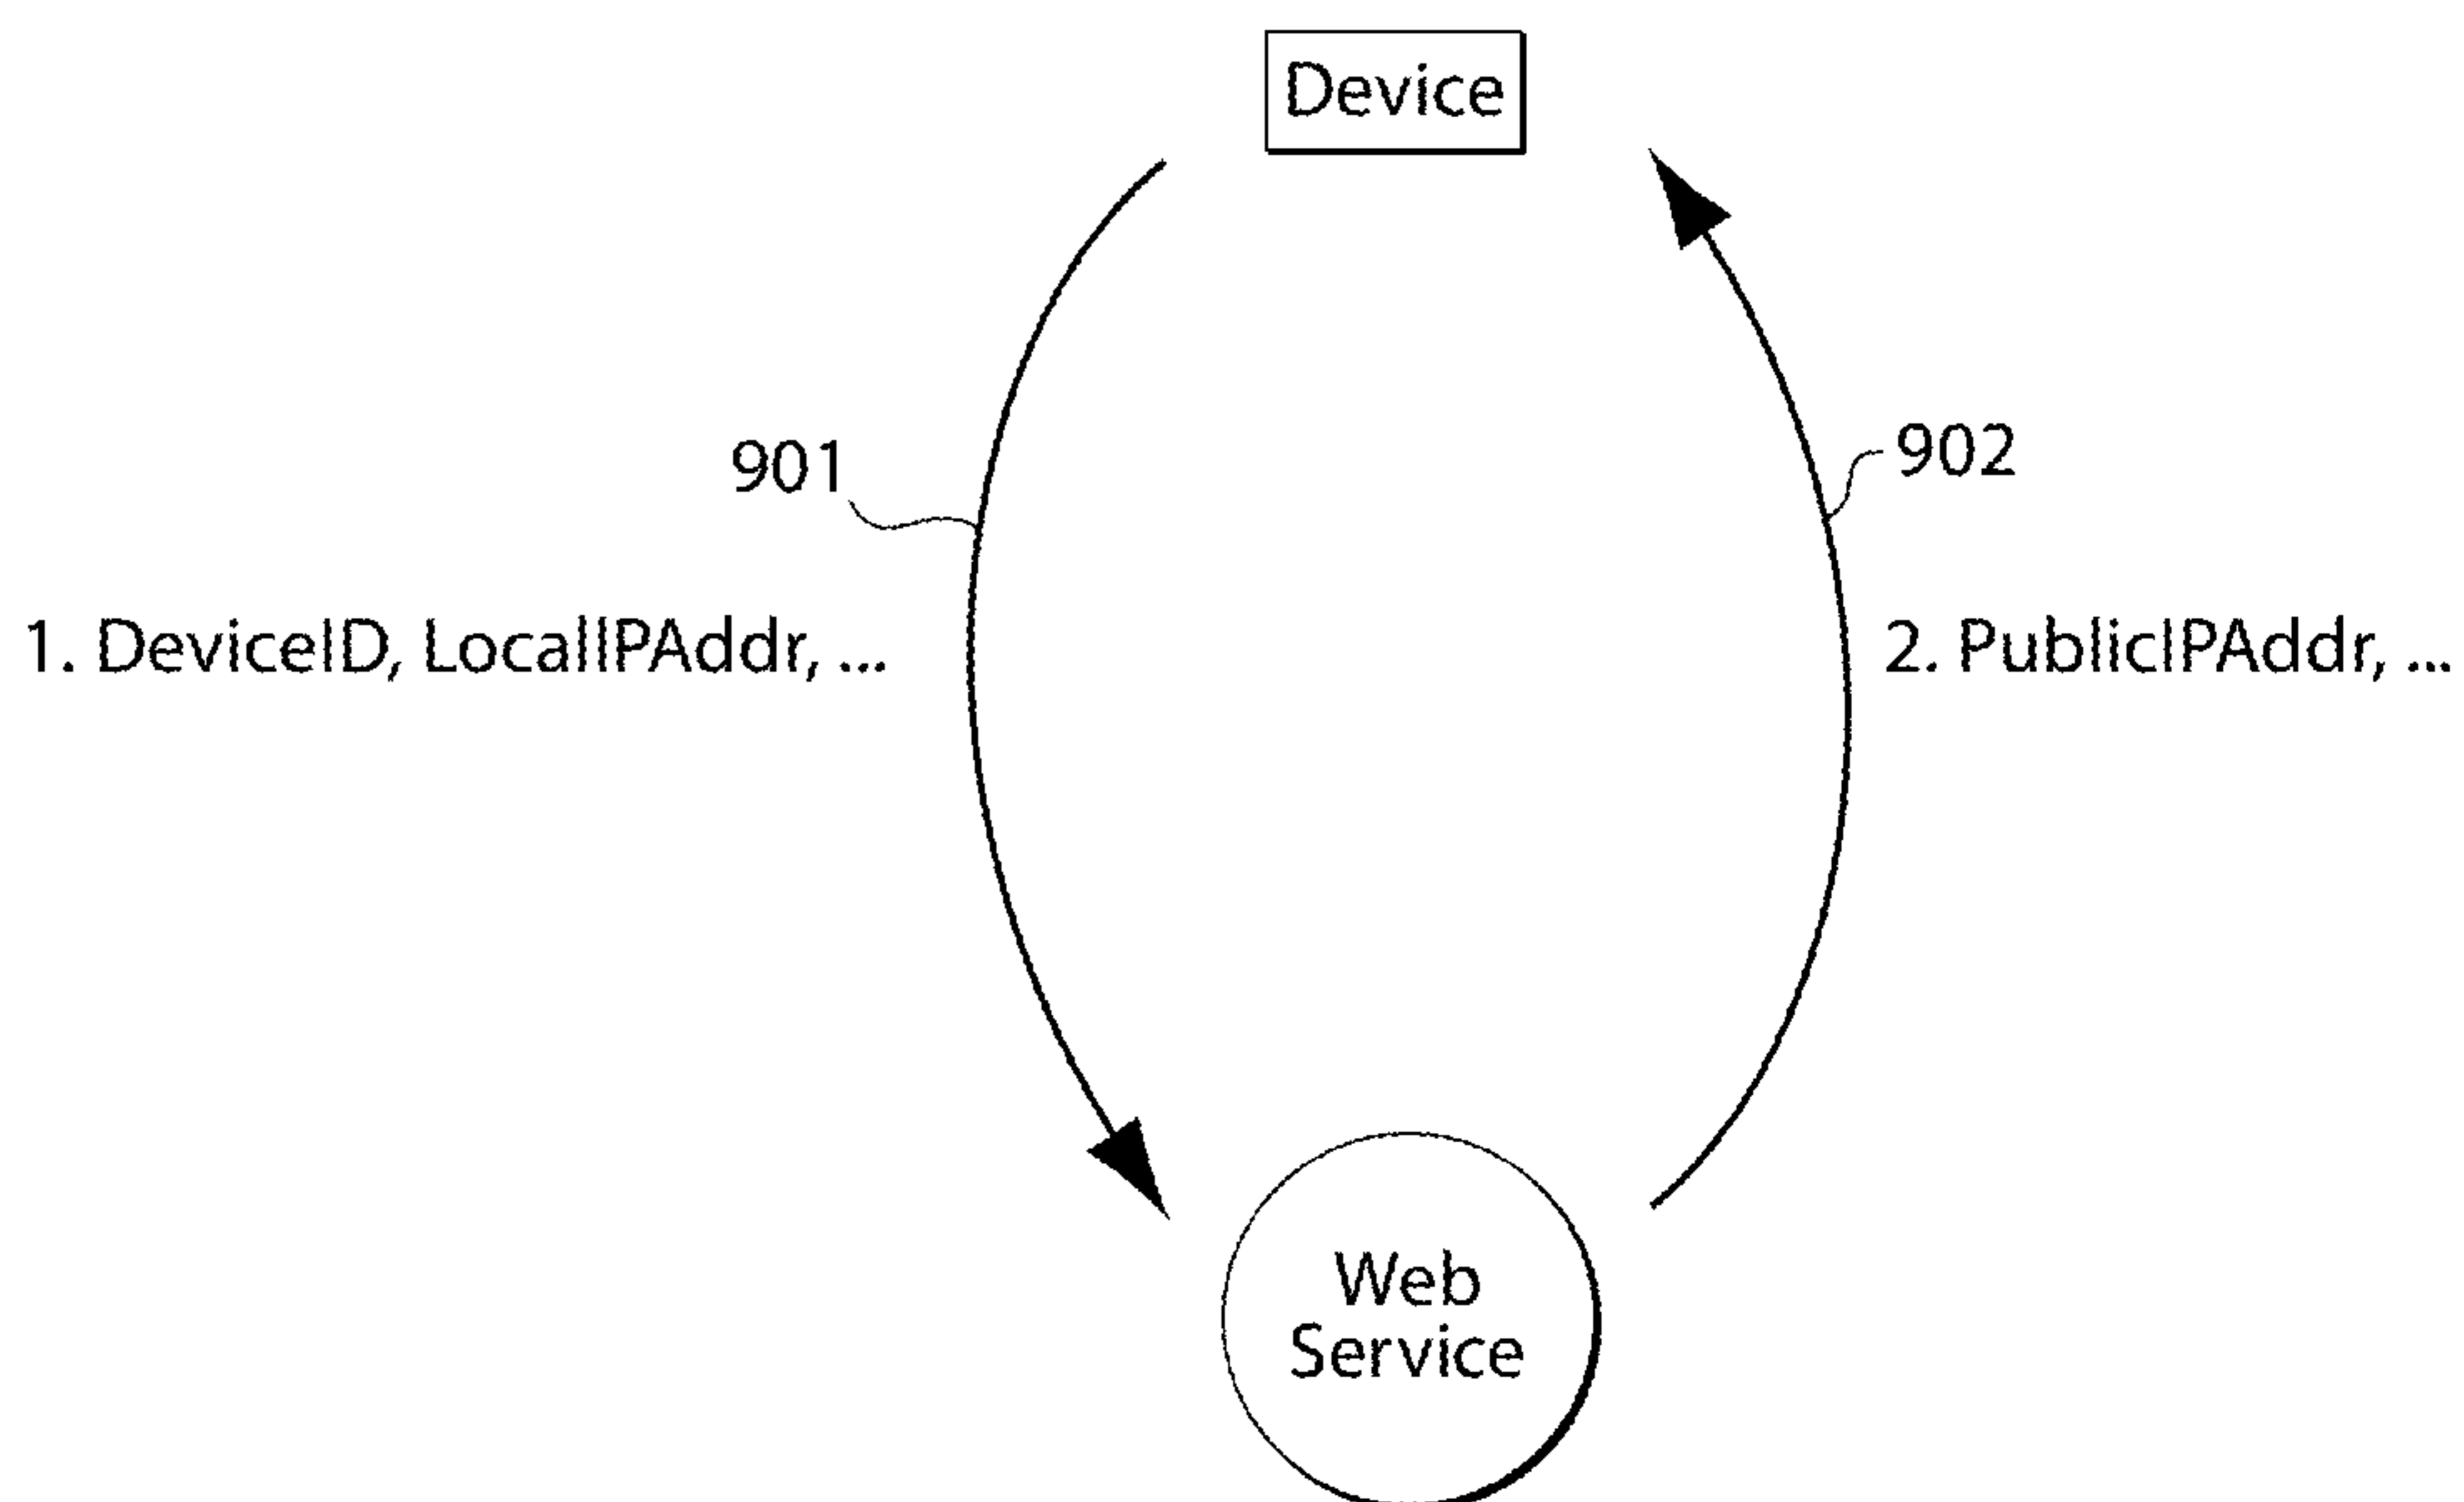 Device
901
902
1. DeviceID, LocalIPAddr, ...
2. PublicIPAddr, ...
Web
Service